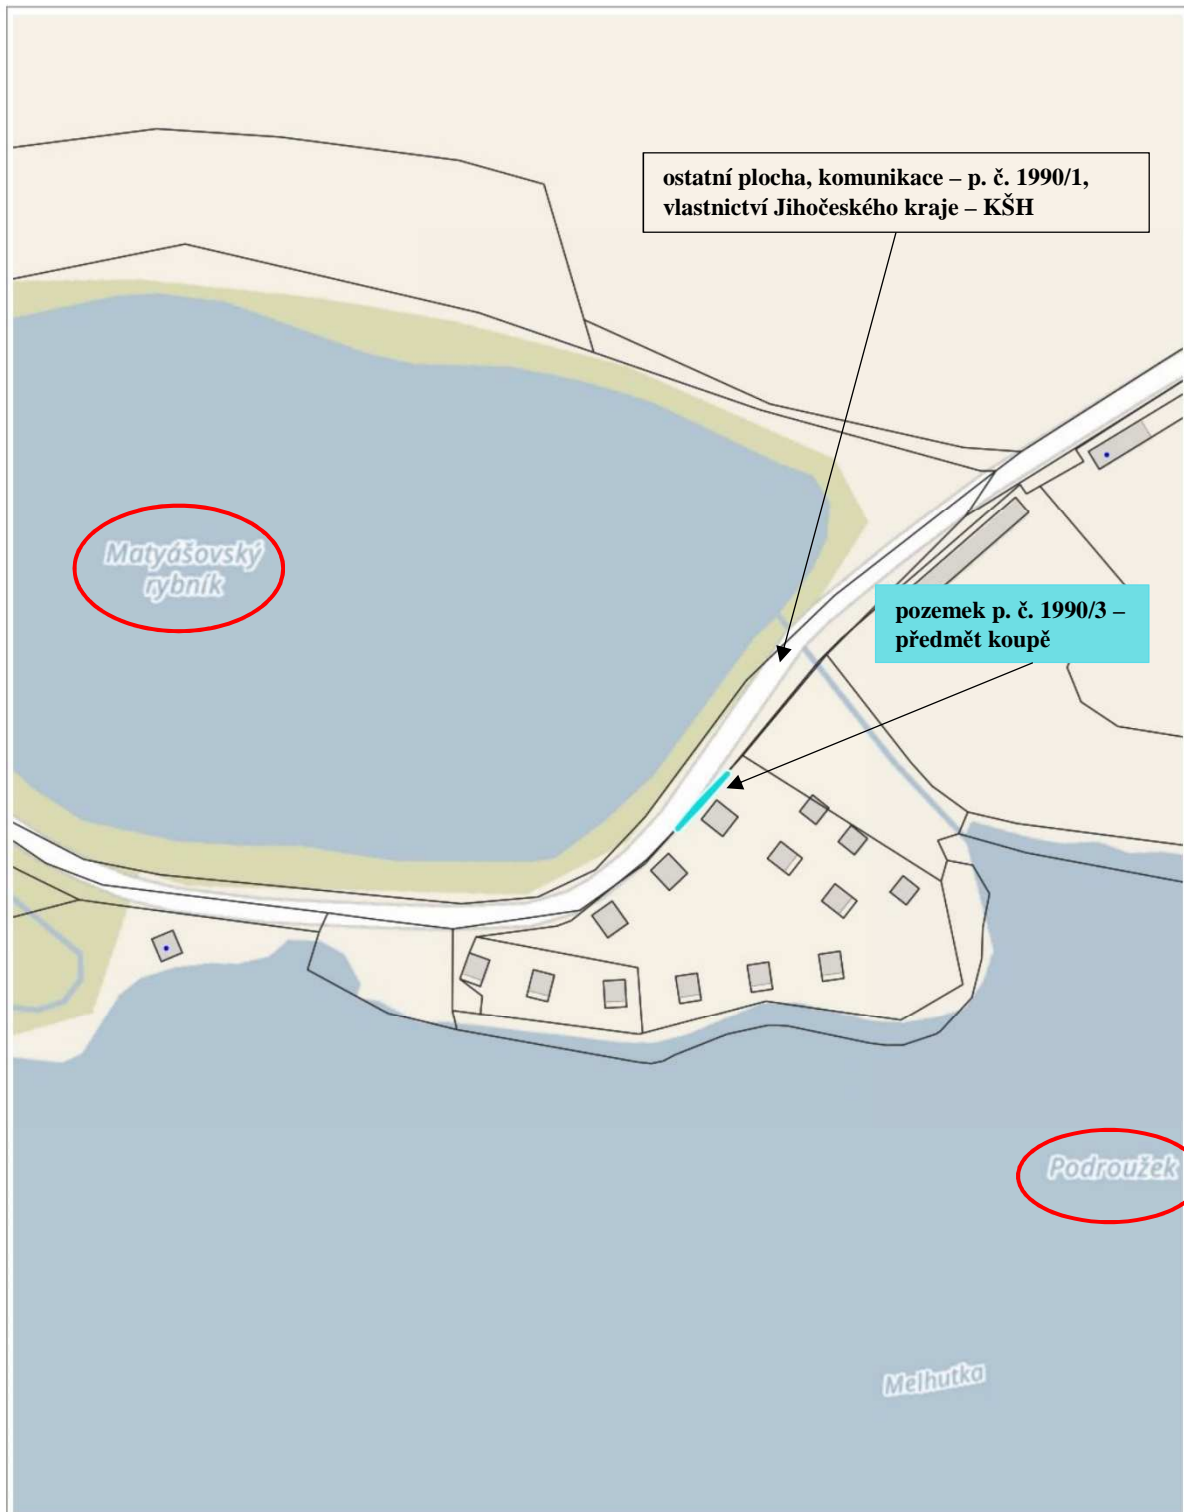 ostatní plocha, komunikace – p. č. 1990/1,
vlastnictví Jihočeského kraje – KŠH
Matyášovský
rybník
pozemek p. č. 1990/3 –
předmět koupě
Podroužek
Melhutka